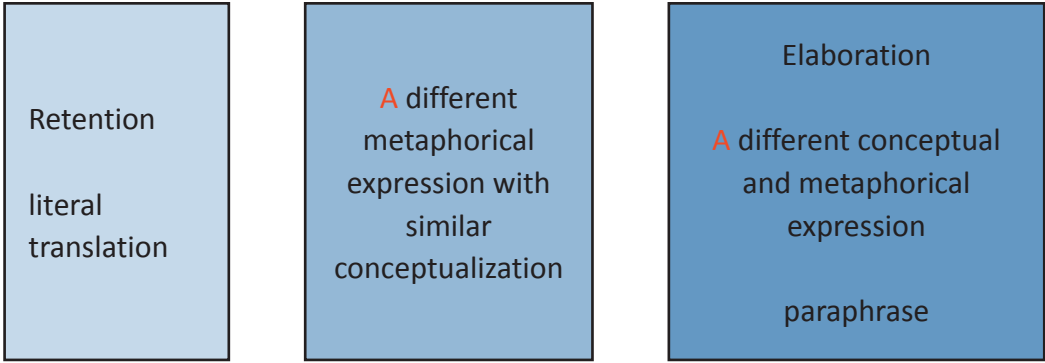 Retention
literal
translation
A different
metaphorical
expression with
similar
conceptualization
Elaboration
A different conceptual
and metaphorical
expression
paraphrase